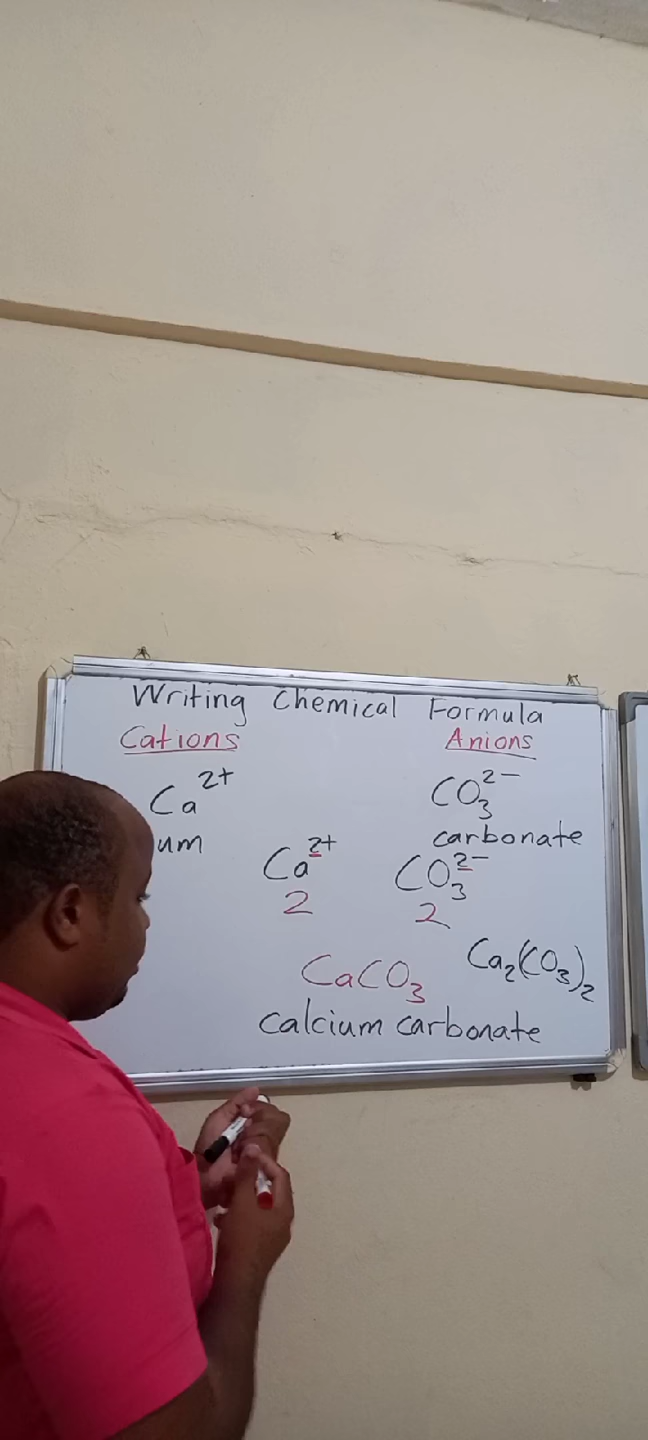 Writing Chemical Formula
Cations Anions
Ca²⁺ CO₃²⁻
um carbonate
Ca²⁺ CO₃²⁻
2 2
Ca₂(CO₃)₂
CaCO₃
calcium carbonate